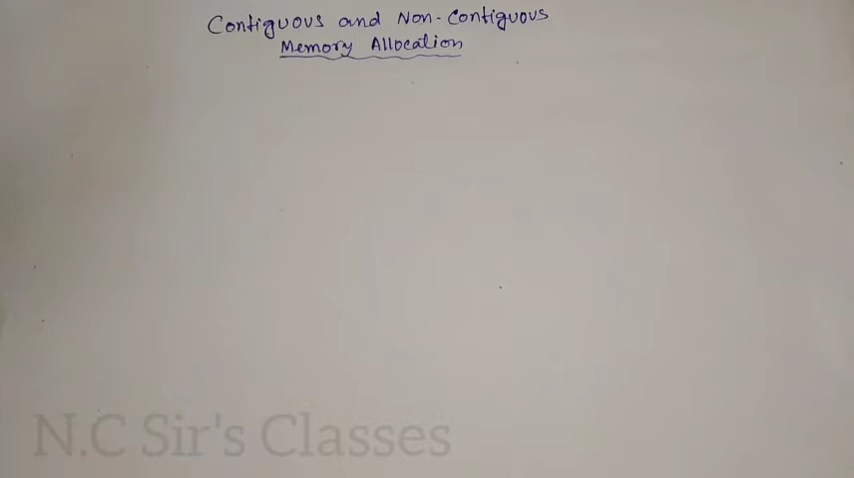 Contiguous and Non-Contiguous
Memory Allocation
N.C Sir's Classes